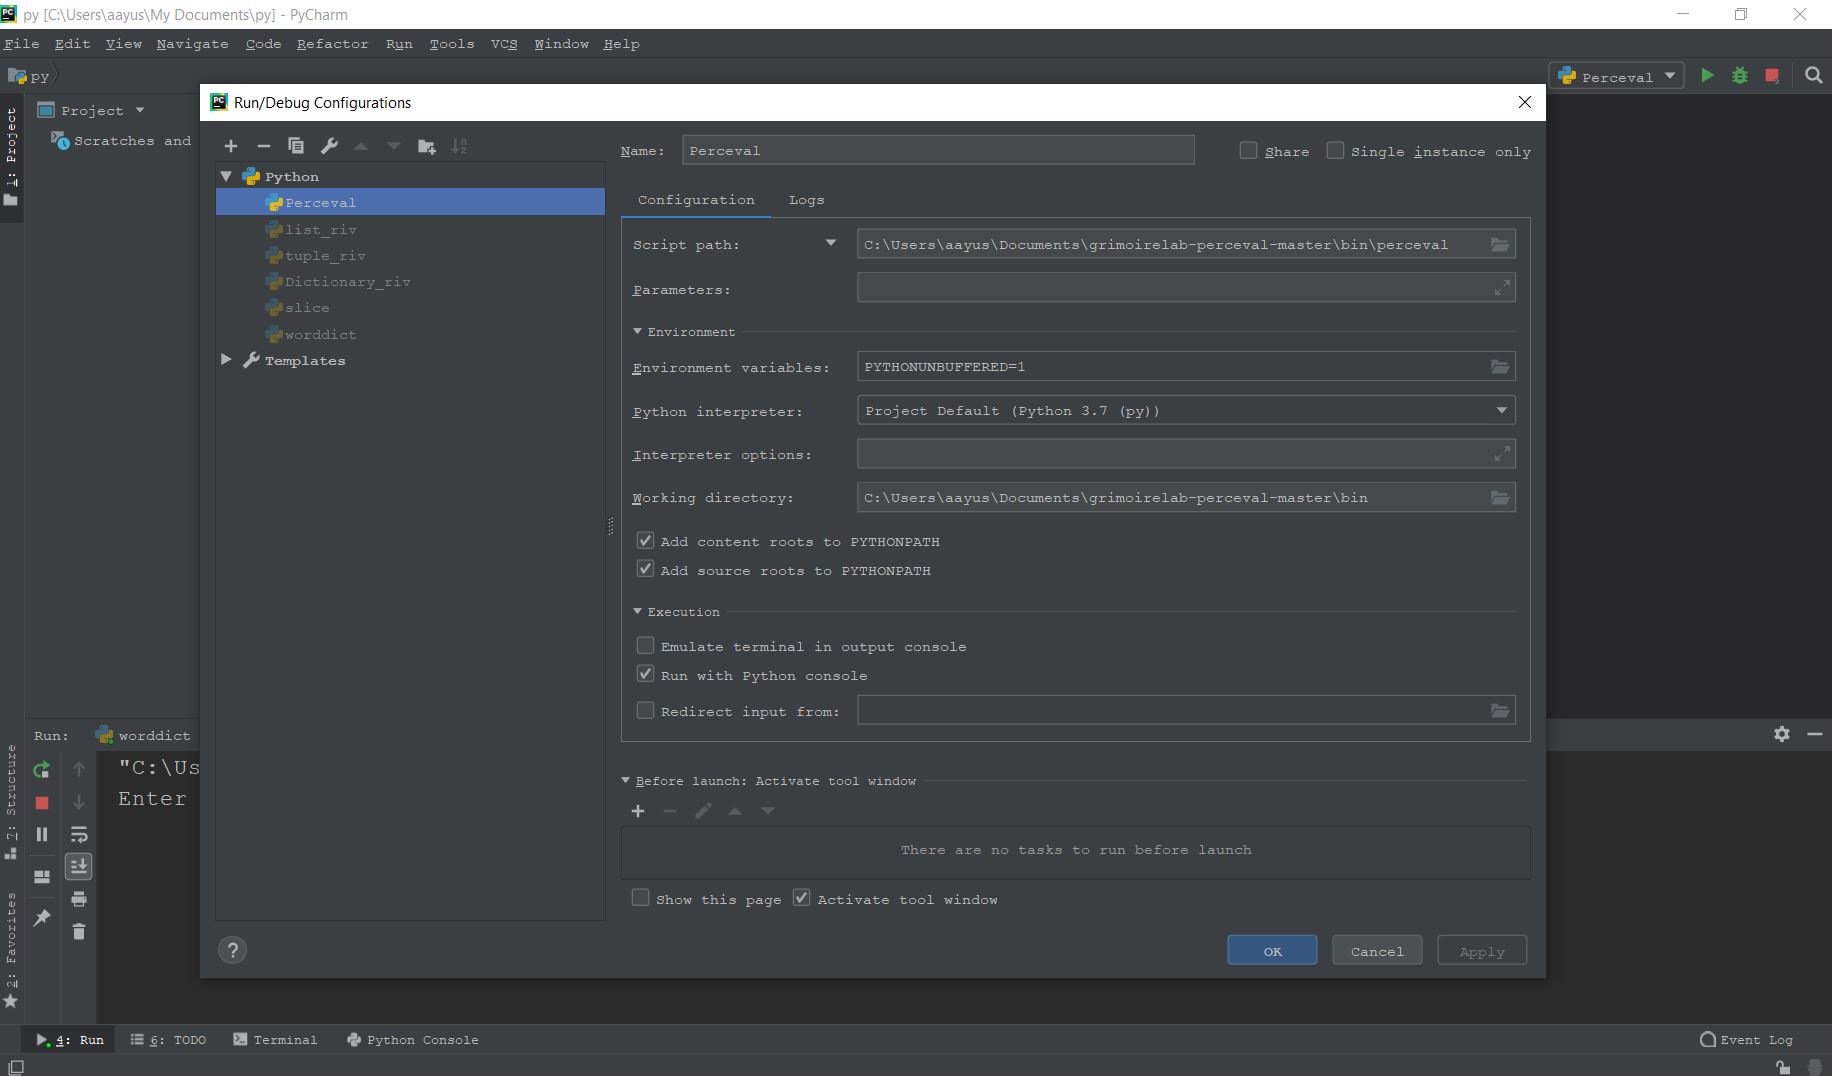 py [C:\Users\aayus\My Documents\py] - PyCharm
File Edit View Navigate Code Refactor Run Tools VCS Window Help
py
Perceval
Project
Scratches and
1: Project
7: Structure
2: Favorites
Run/Debug Configurations
Python
Perceval
list_riv
tuple_riv
Dictionary_riv
slice
worddict
Templates
Name: Perceval Share Single instance only
Configuration Logs
Script path: C:\Users\aayus\Documents\grimoirelab-perceval-master\bin\perceval
Parameters:
Environment
Environment variables: PYTHONUNBUFFERED=1
Python interpreter: Project Default (Python 3.7 (py))
Interpreter options:
Working directory: C:\Users\aayus\Documents\grimoirelab-perceval-master\bin
Add content roots to PYTHONPATH
Add source roots to PYTHONPATH
Execution
Emulate terminal in output console
Run with Python console
Redirect input from:
Before launch: Activate tool window
There are no tasks to run before launch
Show this page Activate tool window
? OK Cancel Apply
Run: worddict
"C:\Us
Enter
4: Run 6: TODO Terminal Python Console Event Log